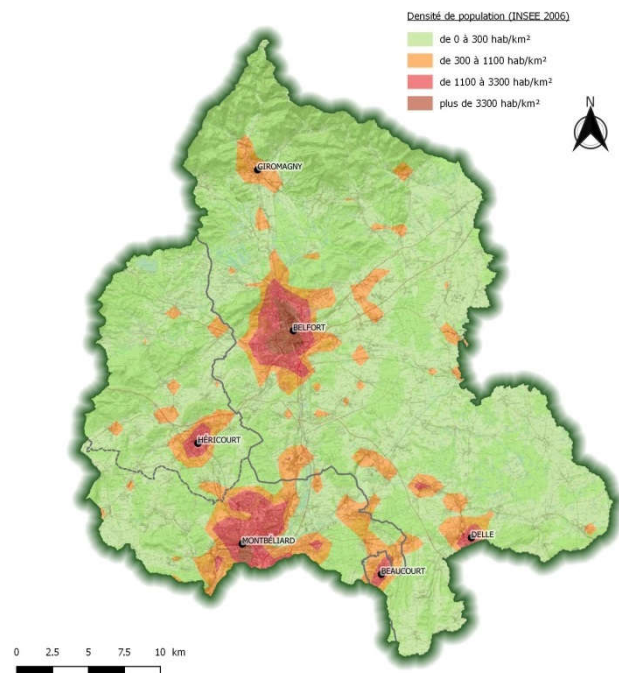 Densité de population (INSEE 2006)
de 0 à 300 hab/km²
de 300 à 1100 hab/km²
de 1100 à 3300 hab/km²
plus de 3300 hab/km²
N
GIROMAGNY
BELFORT
HÉRICOURT
MONTBÉLIARD
DELLE
BEAUCOURT
0 2.5 5 7.5 10 km